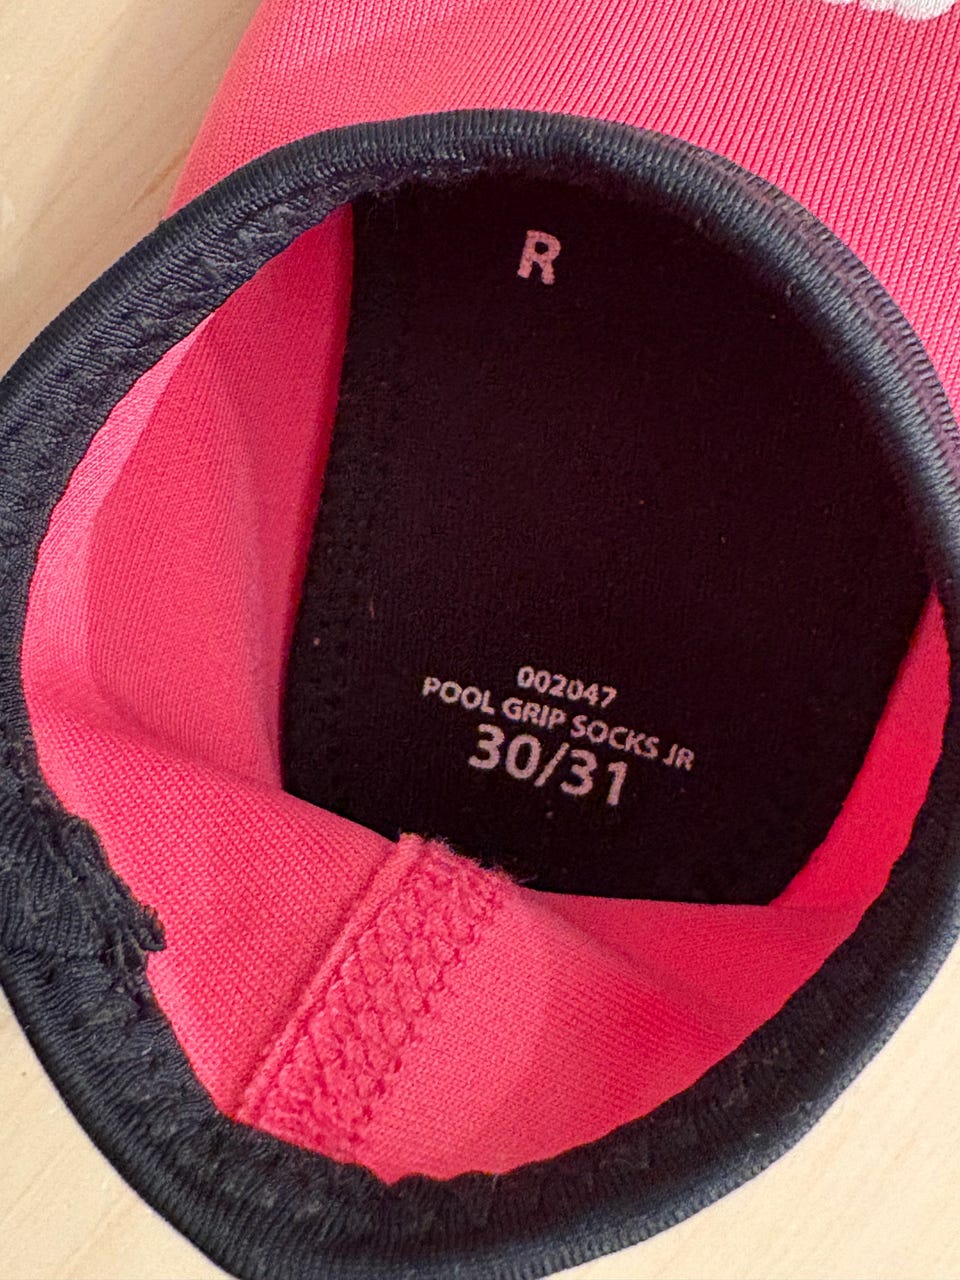 R
002047
POOL GRIP SOCKS JR
30/31